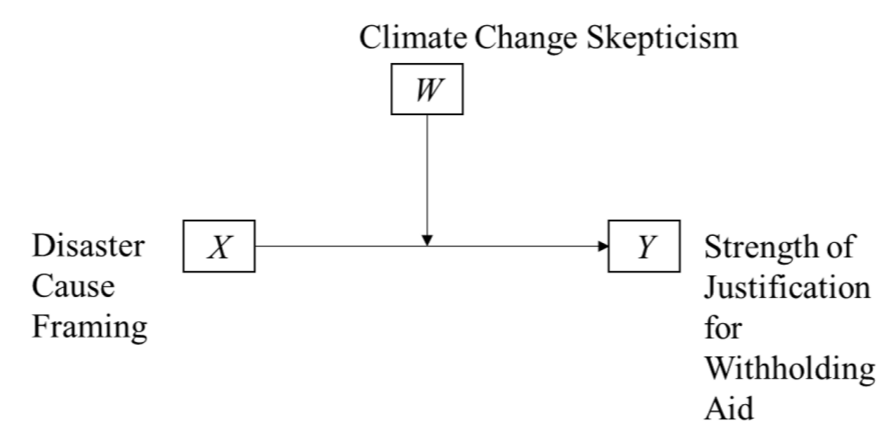 Climate Change Skepticism
W
Disaster
Cause
Framing
X
Y
Strength of
Justification
for
Withholding
Aid